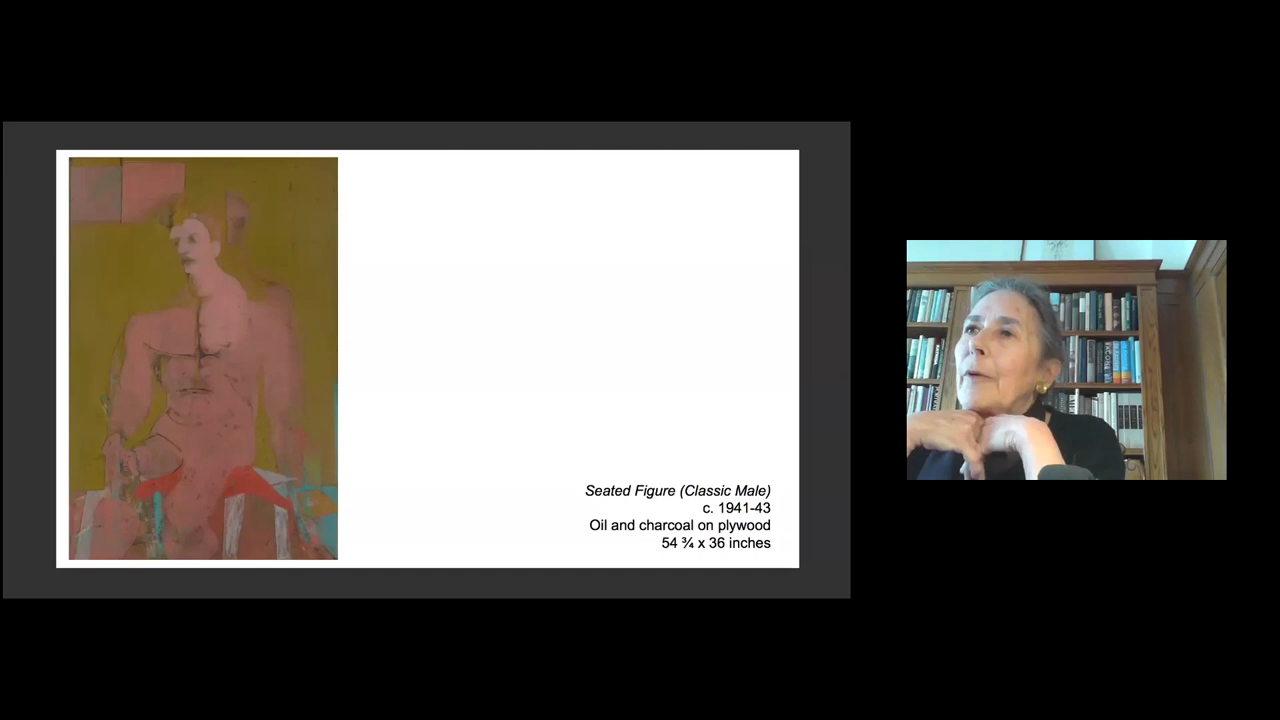 Seated Figure (Classic Male)
c. 1941-43
Oil and charcoal on plywood
54 ¾ x 36 inches